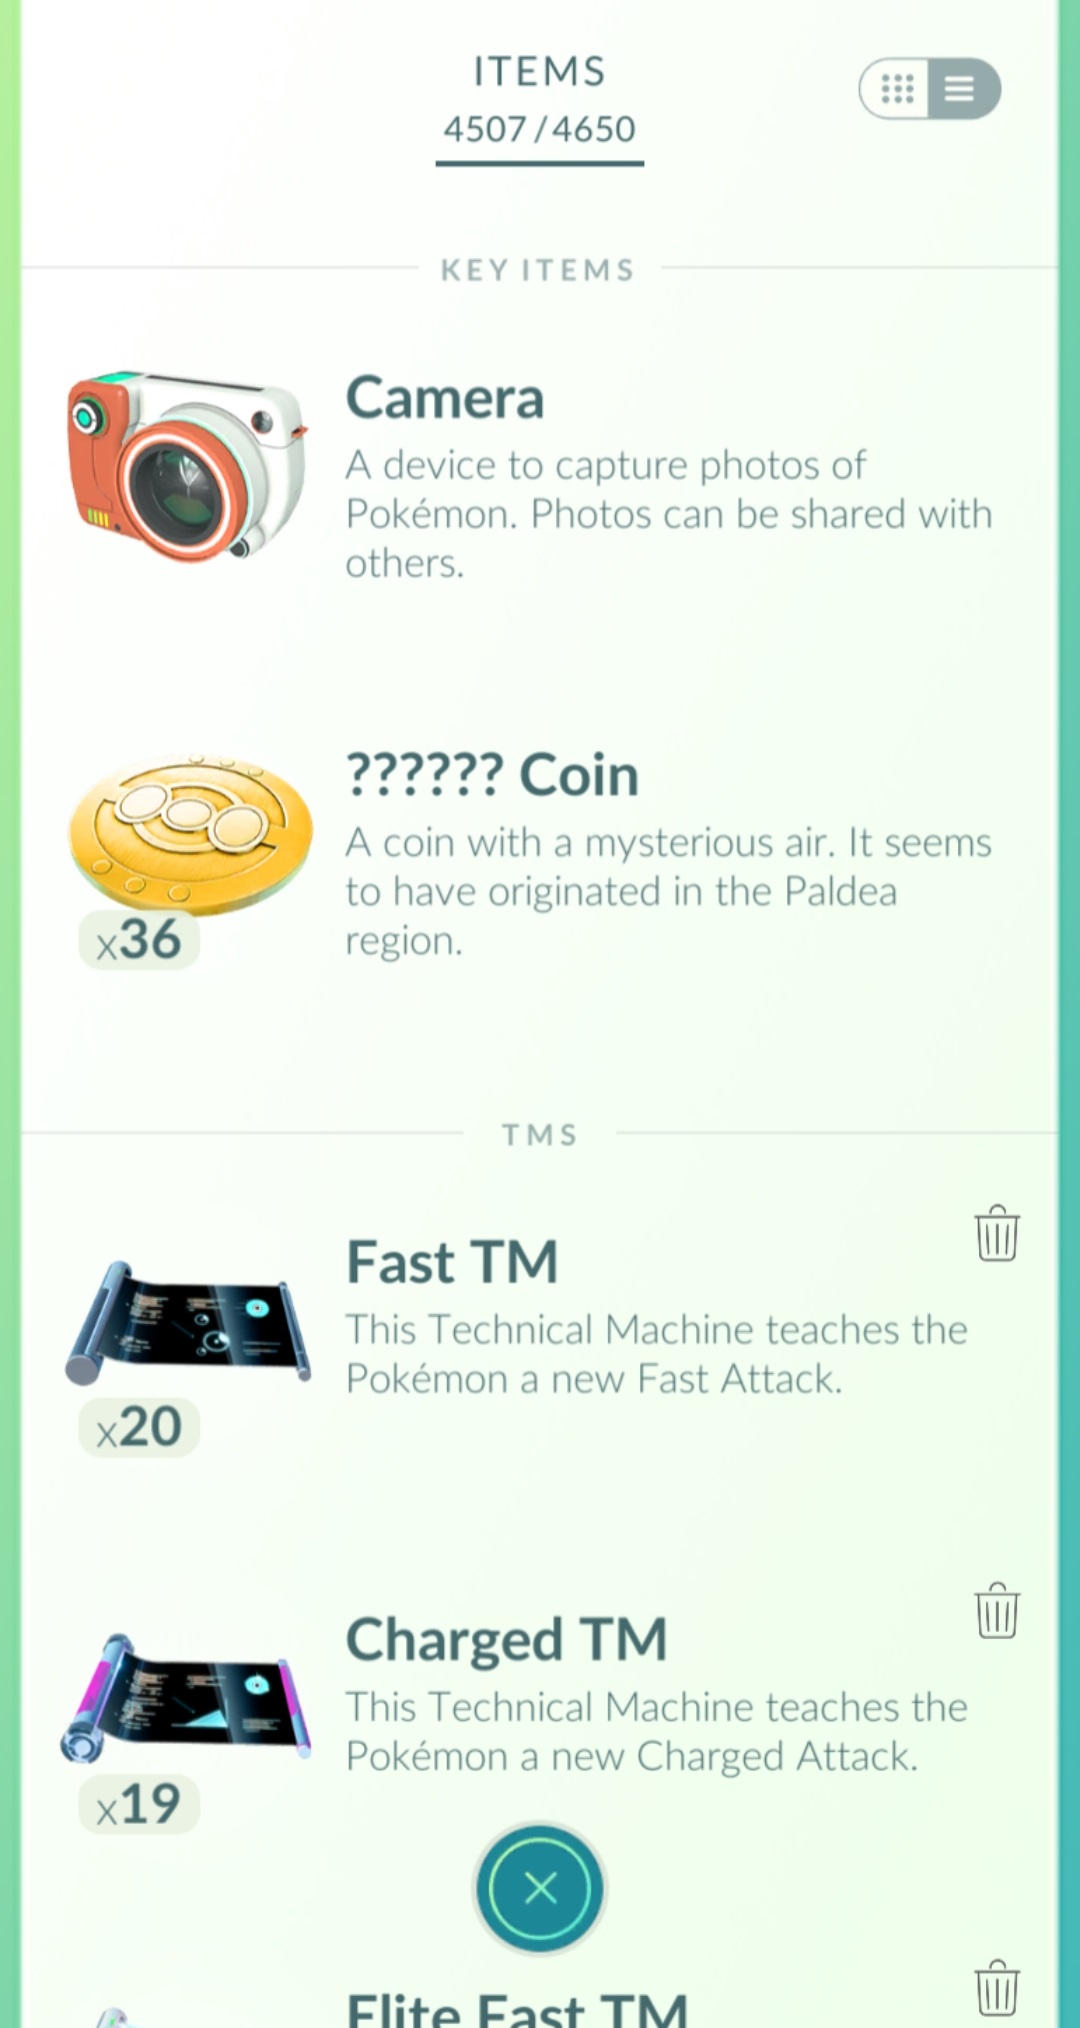 ITEMS
4507/4650
KEY ITEMS
Camera
A device to capture photos of
Pokémon. Photos can be shared with
others.
?????? Coin
A coin with a mysterious air. It seems
to have originated in the Paldea
region.
x36
TMS
Fast TM
This Technical Machine teaches the
Pokémon a new Fast Attack.
x20
Charged TM
This Technical Machine teaches the
Pokémon a new Charged Attack.
x19
Elite Fast TM